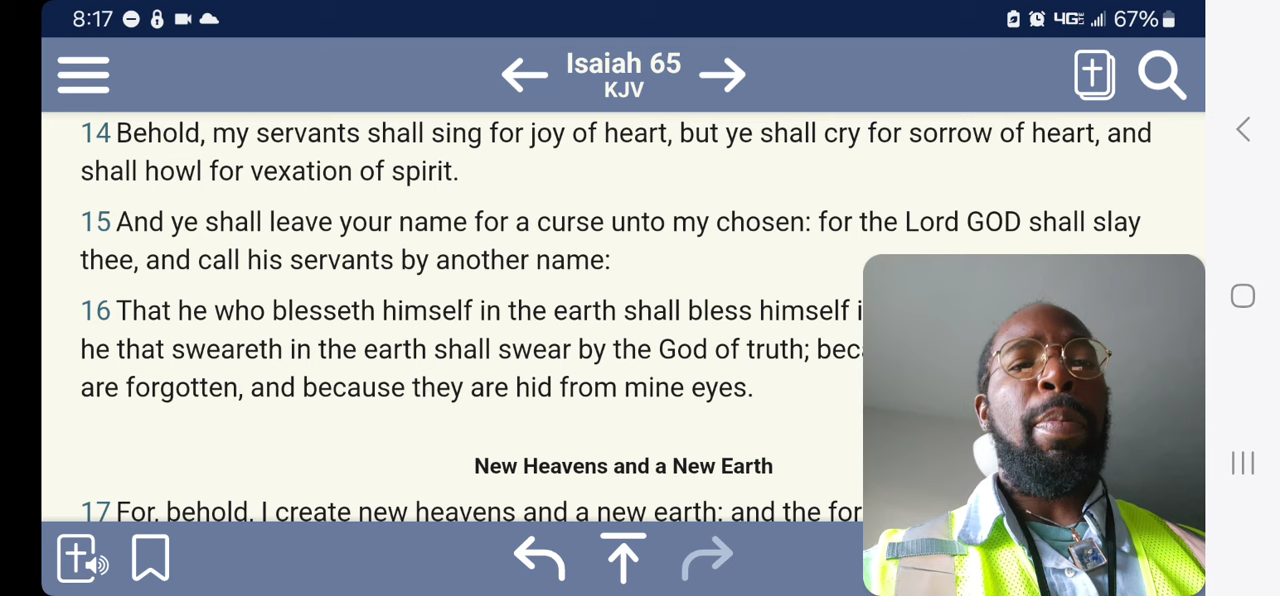 8:17 4GE 67%
Isaiah 65
KJV
14 Behold, my servants shall sing for joy of heart, but ye shall cry for sorrow of heart, and
shall howl for vexation of spirit.
15 And ye shall leave your name for a curse unto my chosen: for the Lord GOD shall slay
thee, and call his servants by another name:
16 That he who blesseth himself in the earth shall bless himself
he that sweareth in the earth shall swear by the God of truth;
are forgotten, and because they are hid from mine eyes.
New Heavens and a New Earth
17 For, behold, I create new heavens and a new earth: and the